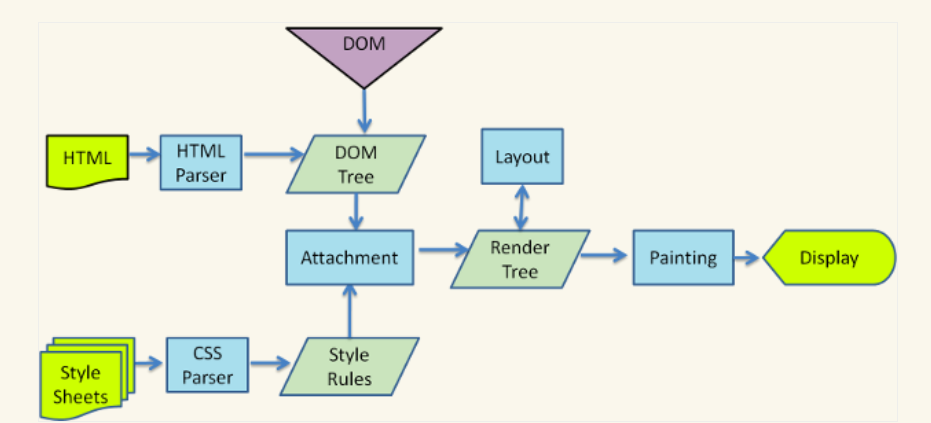 DOM
HTML
HTML
Parser
DOM
Tree
Layout
Attachment
Render
Tree
Painting
Display
Style
Sheets
CSS
Parser
Style
Rules